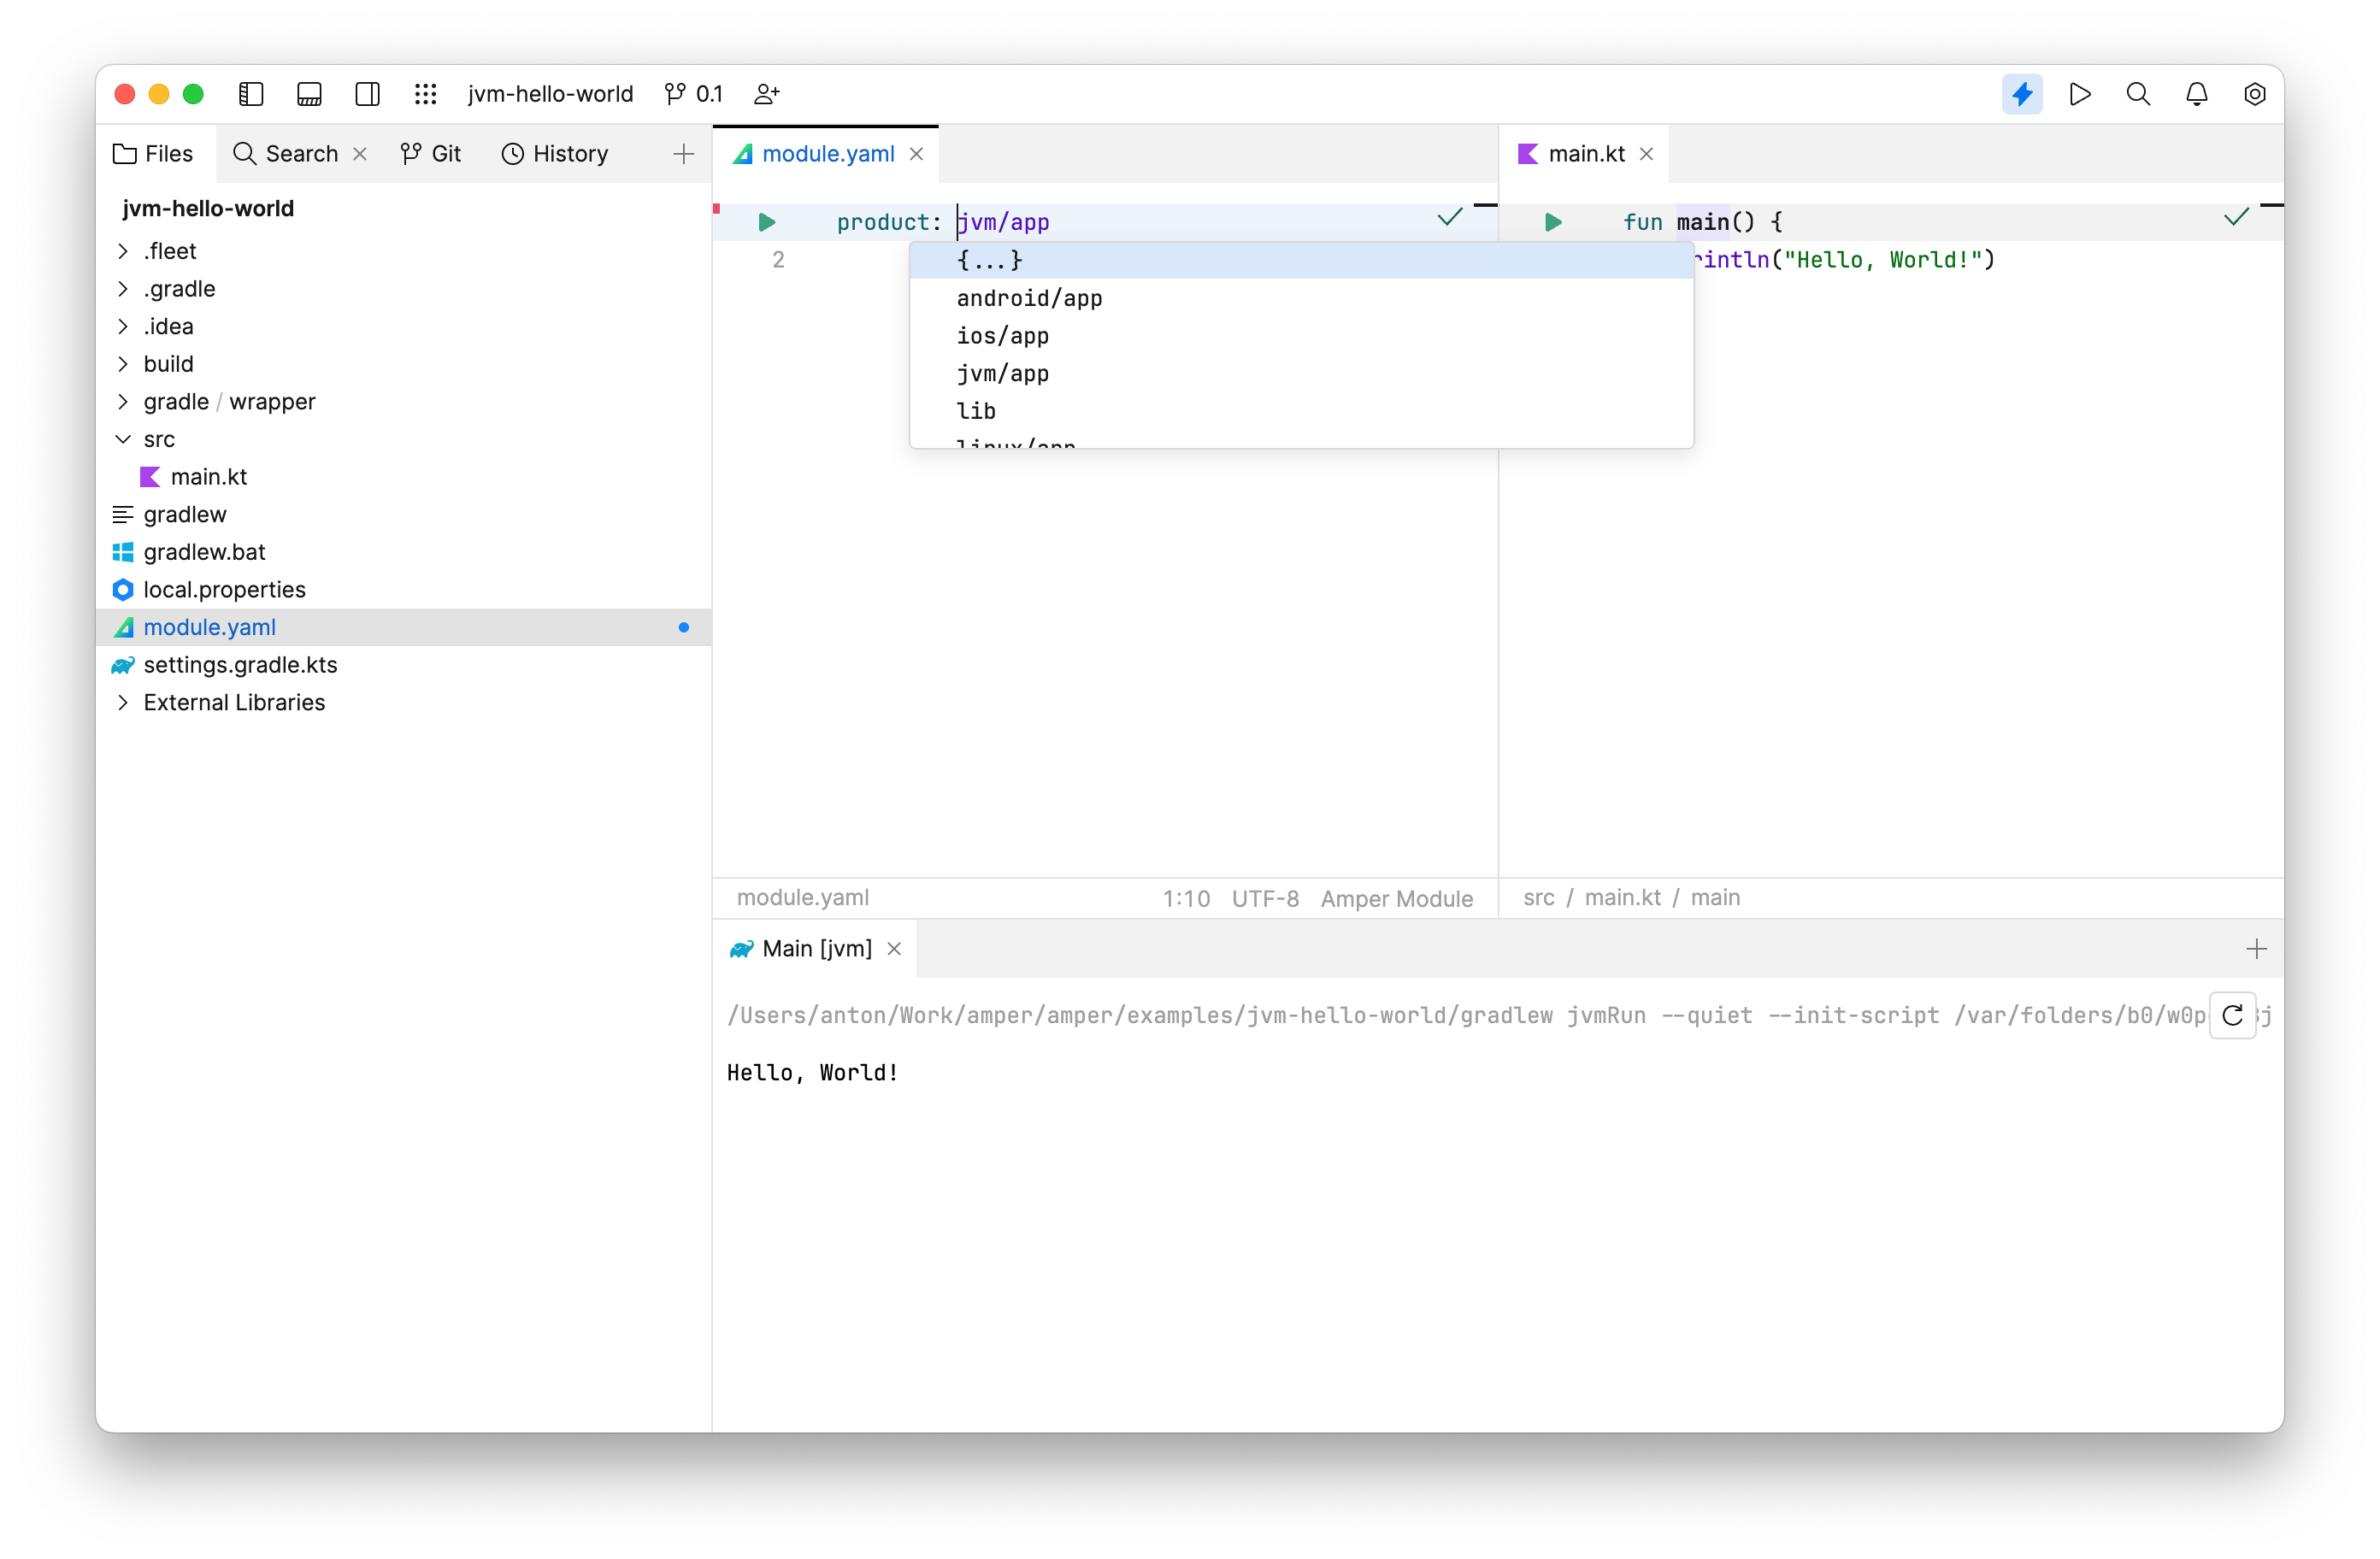 jvm-hello-world 0.1
Files Search Git History
jvm-hello-world
.fleet
.gradle
.idea
build
gradle / wrapper
src
main.kt
gradlew
gradlew.bat
local.properties
module.yaml
settings.gradle.kts
External Libraries
module.yaml
product: jvm/app
2
{...}
android/app
ios/app
jvm/app
lib
linux/app
module.yaml 1:10 UTF-8 Amper Module
main.kt
fun main() {
rintln("Hello, World!")
src / main.kt / main
Main [jvm]
/Users/anton/Work/amper/amper/examples/jvm-hello-world/gradlew jvmRun --quiet --init-script /var/folders/b0/w0p
Hello, World!